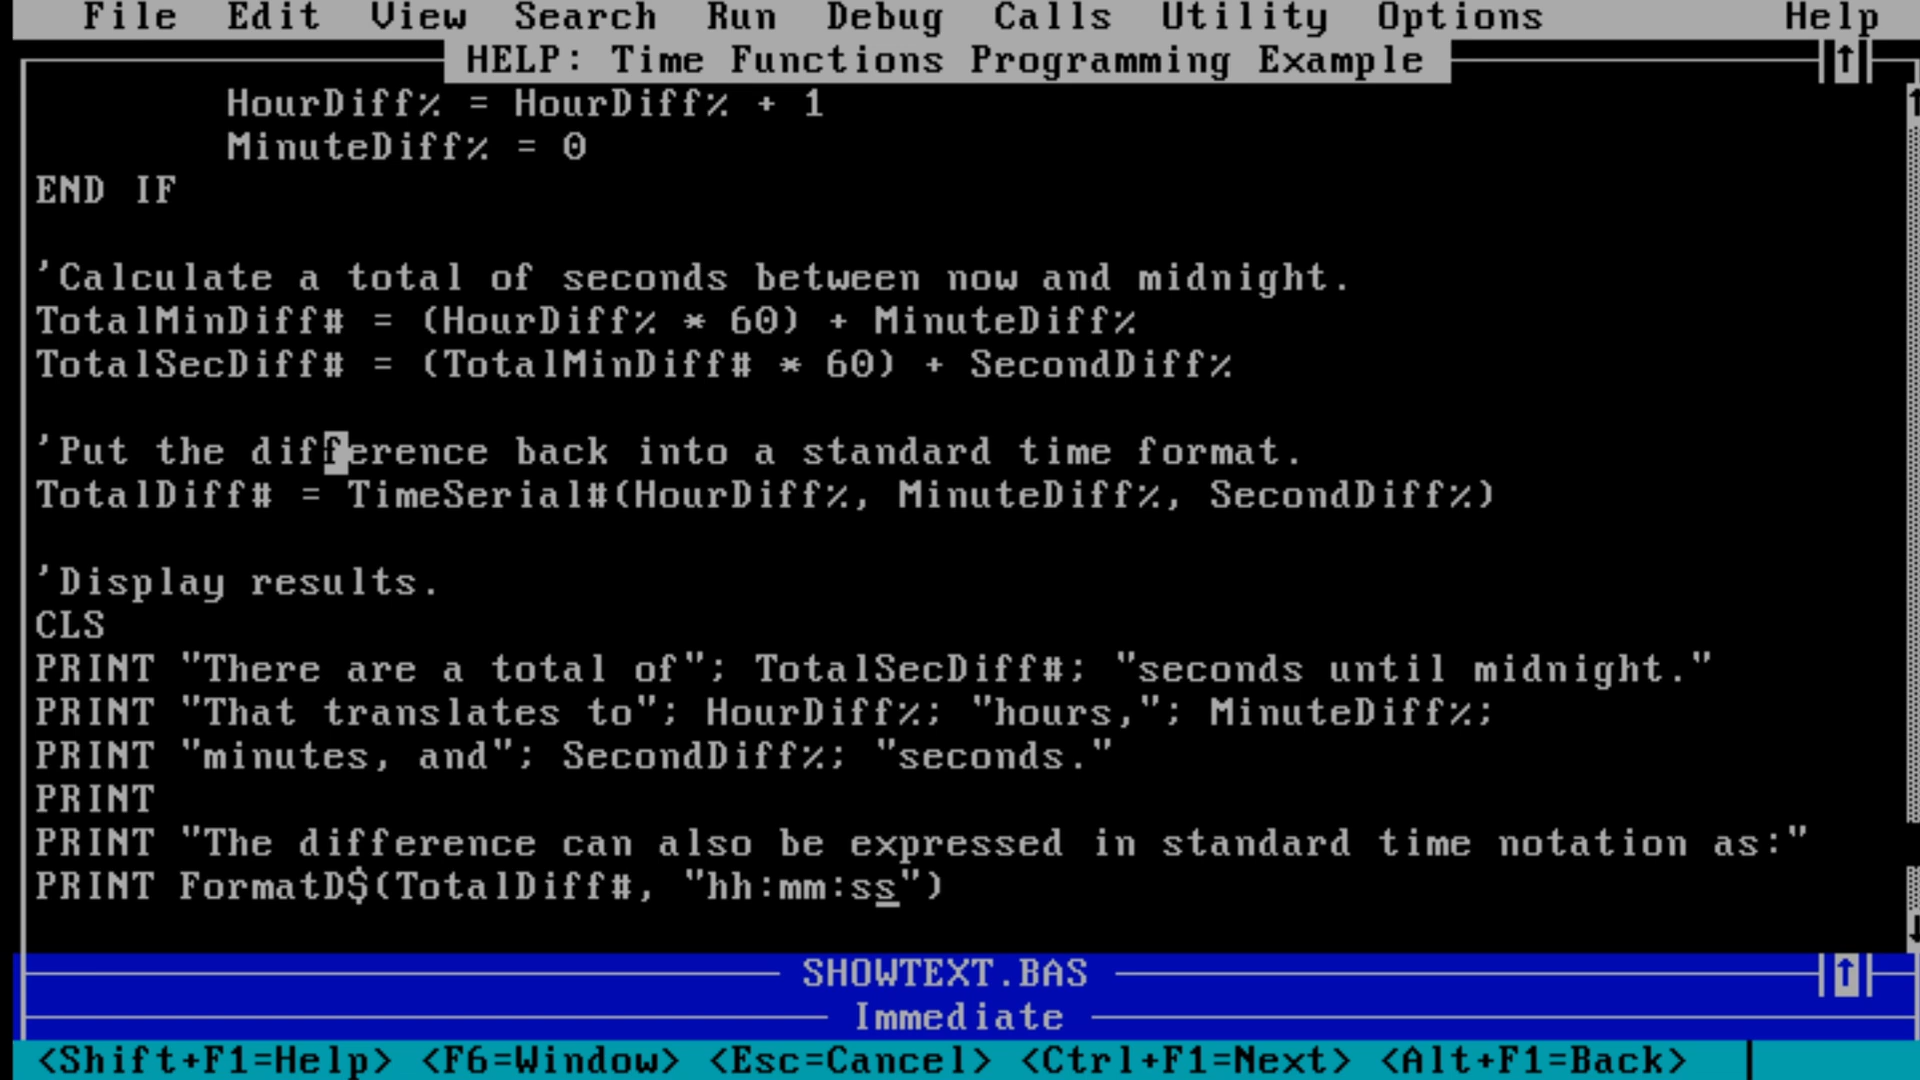 File Edit View Search Run Debug Calls Utility Options Help
HELP: Time Functions Programming Example ↑
HourDiff% = HourDiff% + 1
MinuteDiff% = 0
END IF
'Calculate a total of seconds between now and midnight.
TotalMinDiff# = (HourDiff% * 60) + MinuteDiff%
TotalSecDiff# = (TotalMinDiff# * 60) + SecondDiff%
'Put the difference back into a standard time format.
TotalDiff# = TimeSerial#(HourDiff%, MinuteDiff%, SecondDiff%)
'Display results.
CLS
PRINT "There are a total of"; TotalSecDiff#; "seconds until midnight."
PRINT "That translates to"; HourDiff%; "hours,"; MinuteDiff%;
PRINT "minutes, and"; SecondDiff%; "seconds."
PRINT
PRINT "The difference can also be expressed in standard time notation as:"
PRINT FormatD$(TotalDiff#, "hh:mm:ss")
SHOWTEXT.BAS ↑
Immediate
<Shift+F1=Help> <F6=Window> <Esc=Cancel> <Ctrl+F1=Next> <Alt+F1=Back>